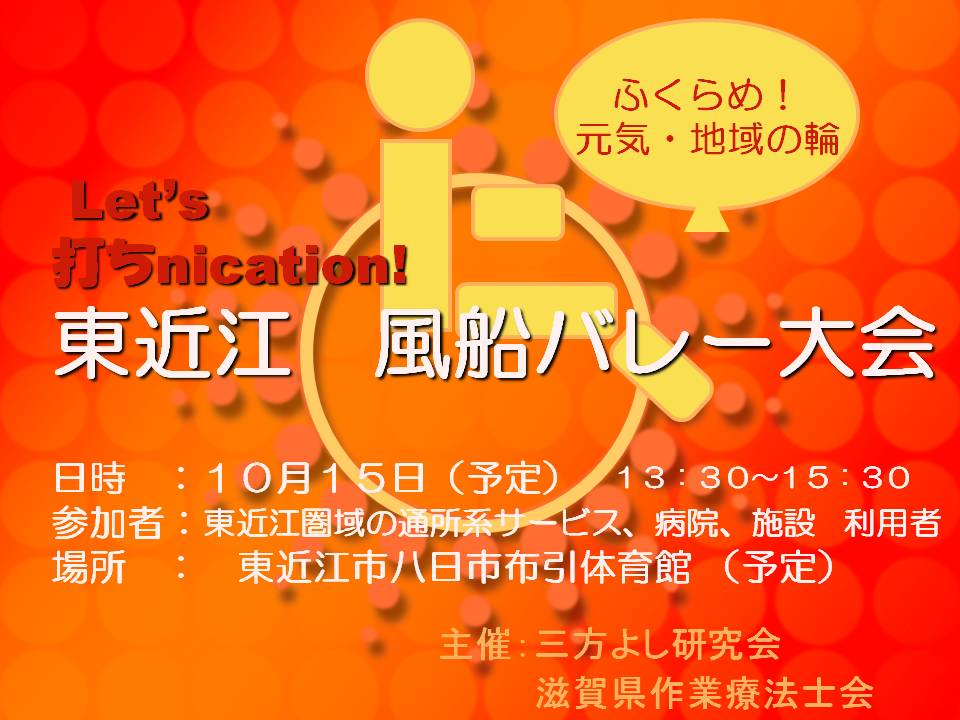 ふくらめ！
元気・地域の輪
Let's
打ちnication!
東近江　風船バレー大会
日時　：１０月１５日（予定）　１３：３０～１５：３０
参加者：東近江圏域の通所系サービス、病院、施設　利用者
場所　：　東近江市八日市布引体育館　（予定）
主催：三方よし研究会
滋賀県作業療法士会